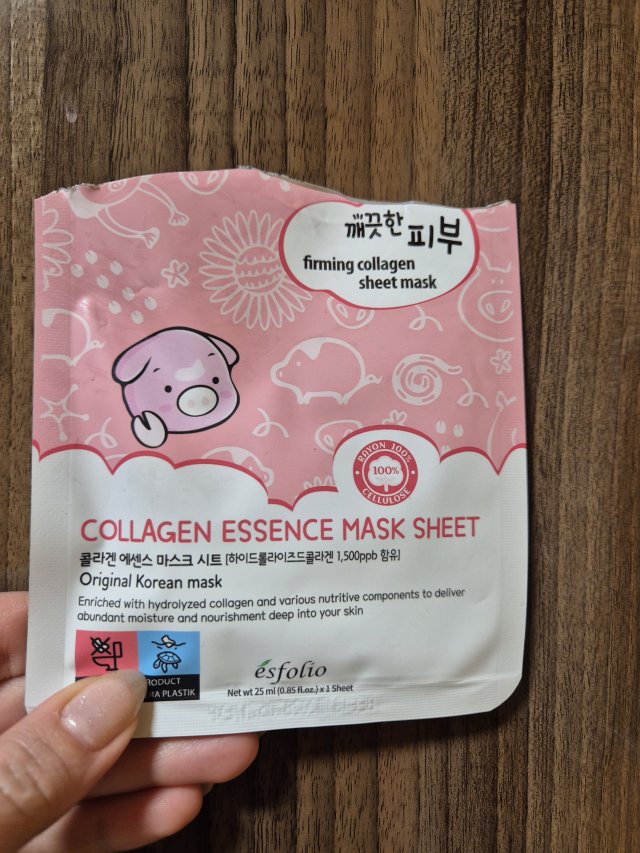 깨끗한 피부
firming collagen
sheet mask
RAYON 100%
100%
CELLULOSE
COLLAGEN ESSENCE MASK SHEET
콜라겐 에센스 마스크 시트 [하이드롤라이즈드콜라겐 1,500ppb 함유]
Original Korean mask
Enriched with hydrolyzed collagen and various nutritive components to deliver
abundant moisture and nourishment deep into your skin
PLASTIK
esfolio
Net wt 25 ml (0.85 fl.oz.) x 1 Sheet